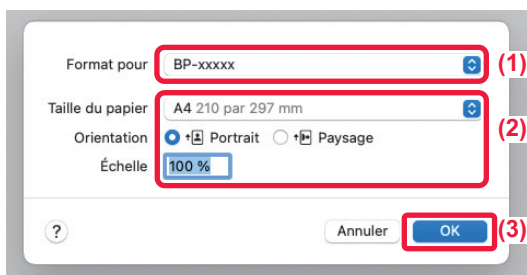 Format pour BP-xxxxx (1)
Taille du papier A4 210 par 297 mm
Orientation Portrait Paysage (2)
Échelle 100 %
? Annuler OK (3)